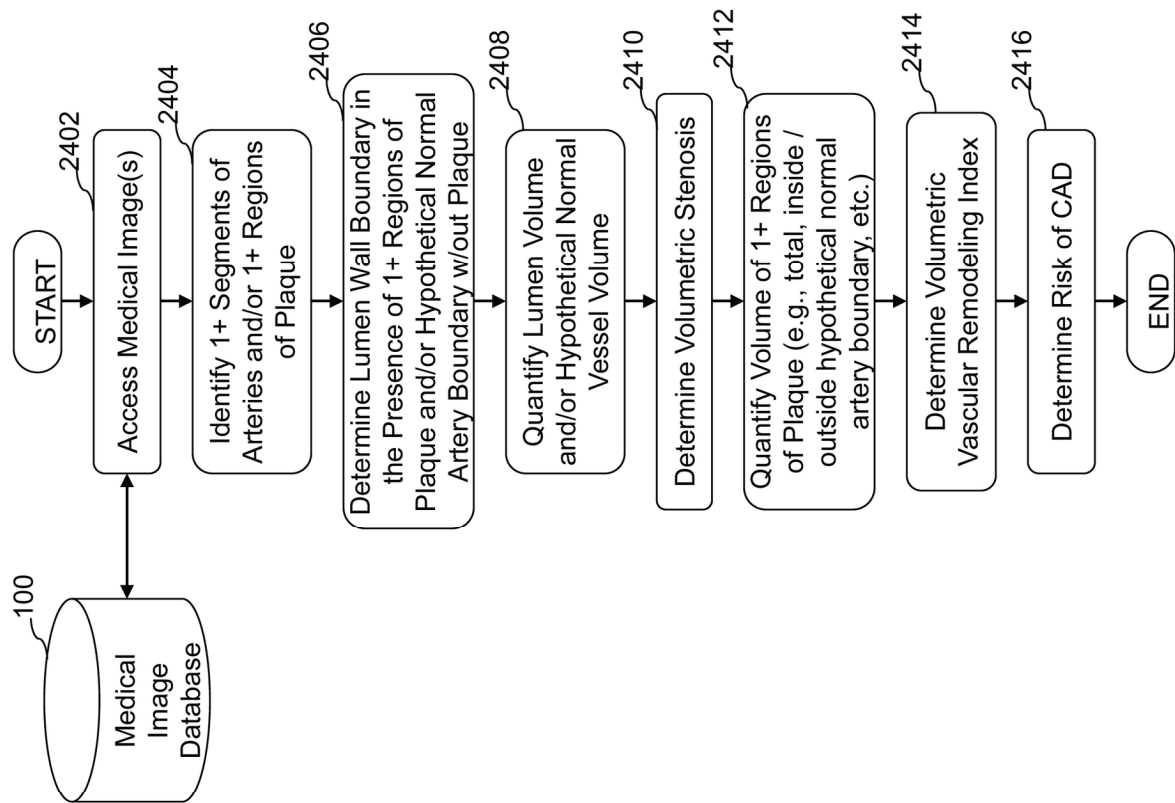 START
2402
Access Medical Image(s)
100
Medical
Image
Database
2404
Identify 1+ Segments of
Arteries and/or 1+ Regions
of Plaque
2406
Determine Lumen Wall Boundary in
the Presence of 1+ Regions of
Plaque and/or Hypothetical Normal
Artery Boundary w/out Plaque
2408
Quantify Lumen Volume
and/or Hypothetical Normal
Vessel Volume
2410
Determine Volumetric Stenosis
2412
Quantify Volume of 1+ Regions
of Plaque (e.g., total, inside /
outside hypothetical normal
artery boundary, etc.)
2414
Determine Volumetric
Vascular Remodeling Index
2416
Determine Risk of CAD
END